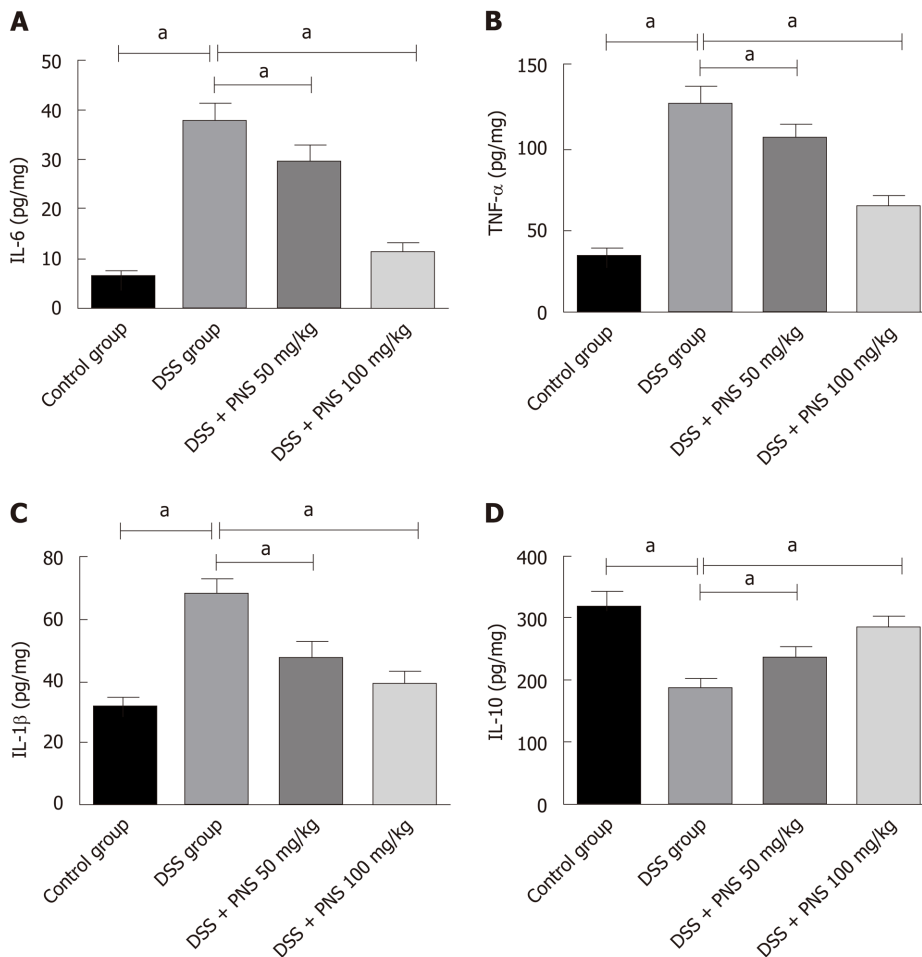 A
a
a
a
50
40
30
20
10
0
IL-6 (pg/mg)
Control group
DSS group
DSS + PNS 50 mg/kg
DSS + PNS 100 mg/kg
B
a
a
a
150
100
50
0
TNF-α (pg/mg)
Control group
DSS group
DSS + PNS 50 mg/kg
DSS + PNS 100 mg/kg
C
a
a
a
80
60
40
20
0
IL-1β (pg/mg)
Control group
DSS group
DSS + PNS 50 mg/kg
DSS + PNS 100 mg/kg
D
a
a
a
400
300
200
100
0
IL-10 (pg/mg)
Control group
DSS group
DSS + PNS 50 mg/kg
DSS + PNS 100 mg/kg